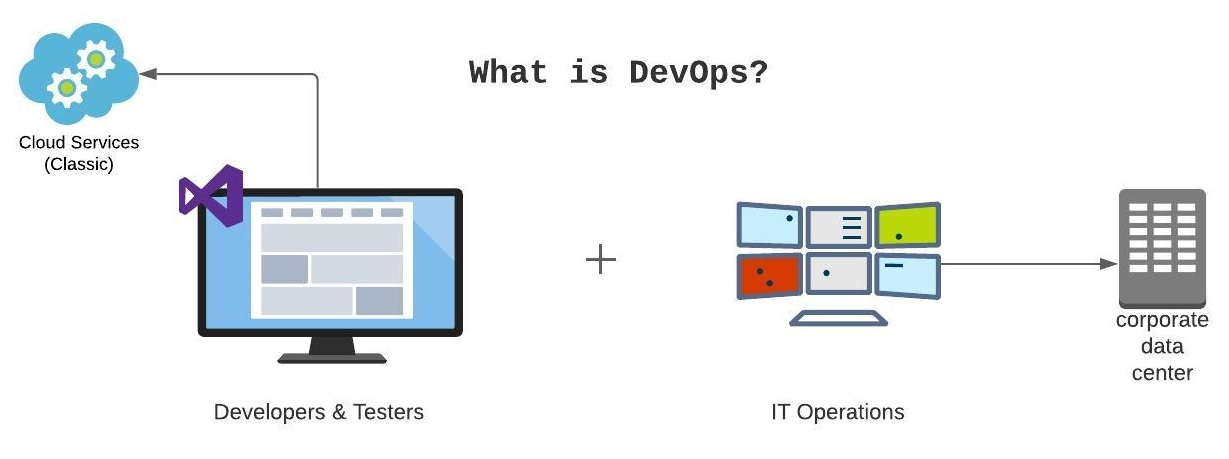 What is DevOps?
Cloud Services
(Classic)
Developers & Testers
IT Operations
corporate
data
center